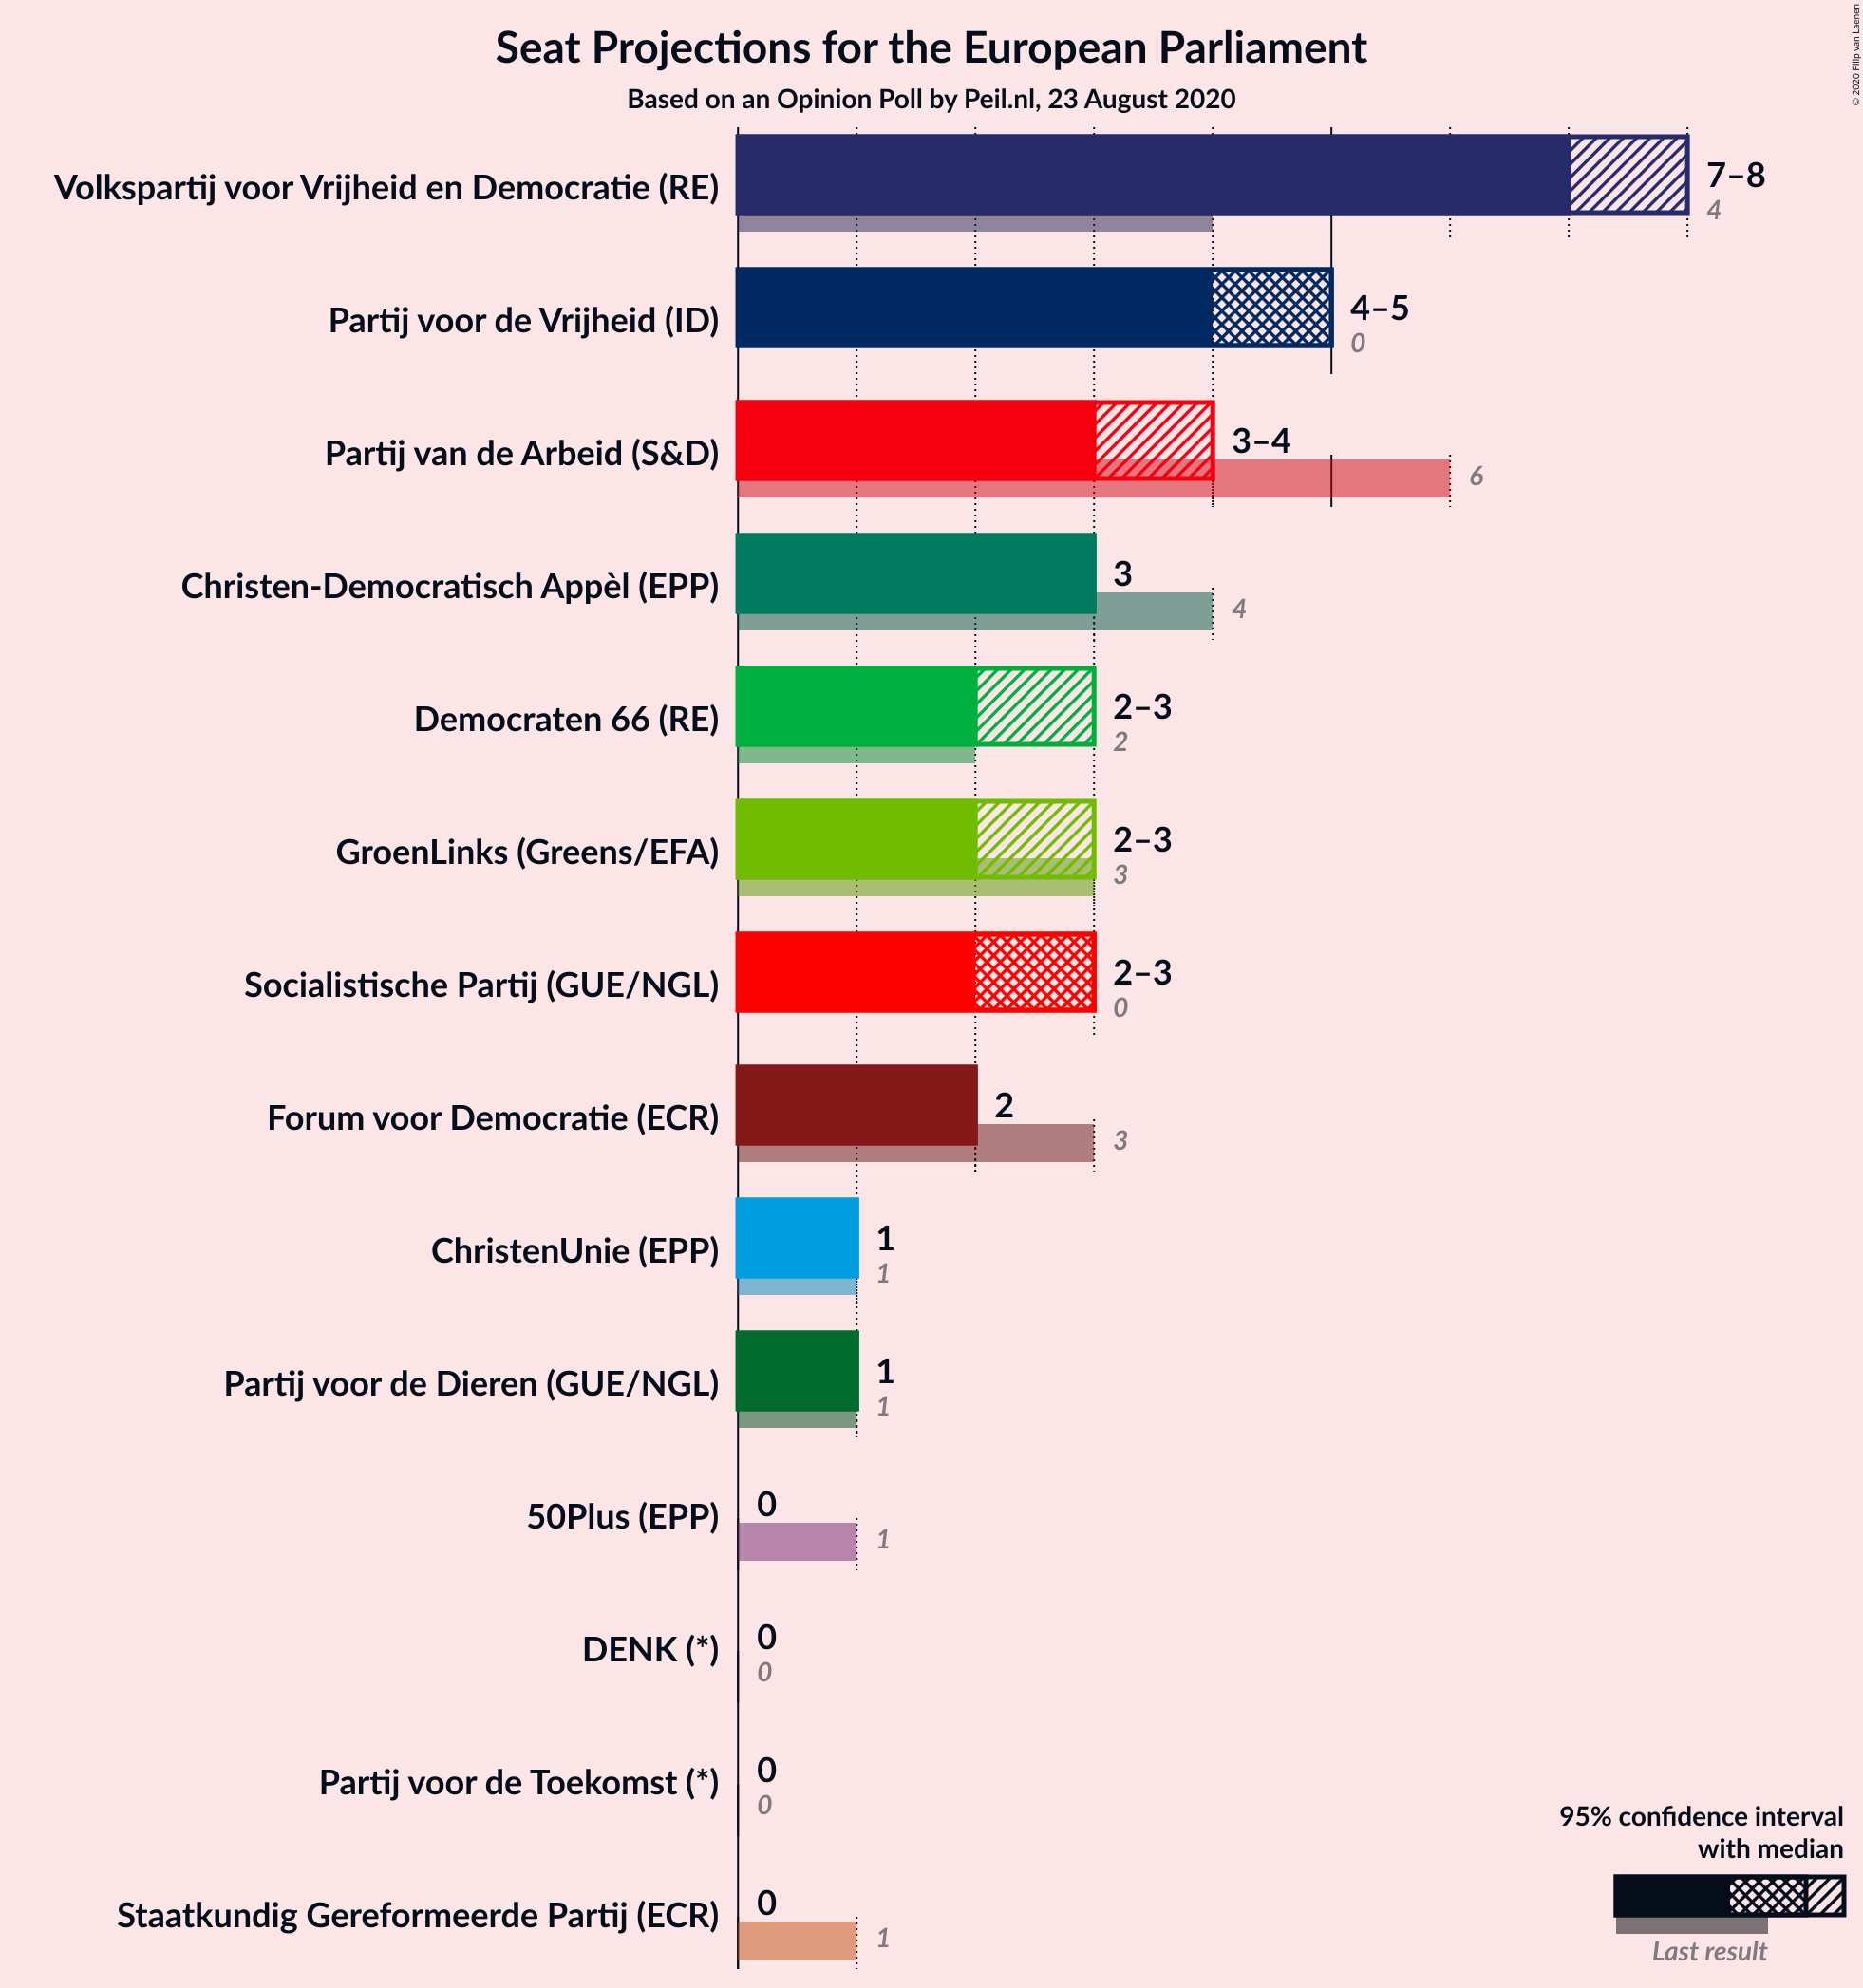 Seat Projections for the European Parliament
Based on an Opinion Poll by Peil.nl, 23 August 2020
© 2020 Filip van Laenen
Volkspartij voor Vrijheid en Democratie (RE)
7–8
4
Partij voor de Vrijheid (ID)
4–5
0
Partij van de Arbeid (S&D)
3–4
6
Christen-Democratisch Appèl (EPP)
3
4
Democraten 66 (RE)
2–3
2
GroenLinks (Greens/EFA)
2–3
3
Socialistische Partij (GUE/NGL)
2–3
0
Forum voor Democratie (ECR)
2
3
ChristenUnie (EPP)
1
1
Partij voor de Dieren (GUE/NGL)
1
1
50Plus (EPP)
0
1
DENK (*)
0
0
Partij voor de Toekomst (*)
0
0
Staatkundig Gereformeerde Partij (ECR)
0
1
95% confidence interval
with median
Last result